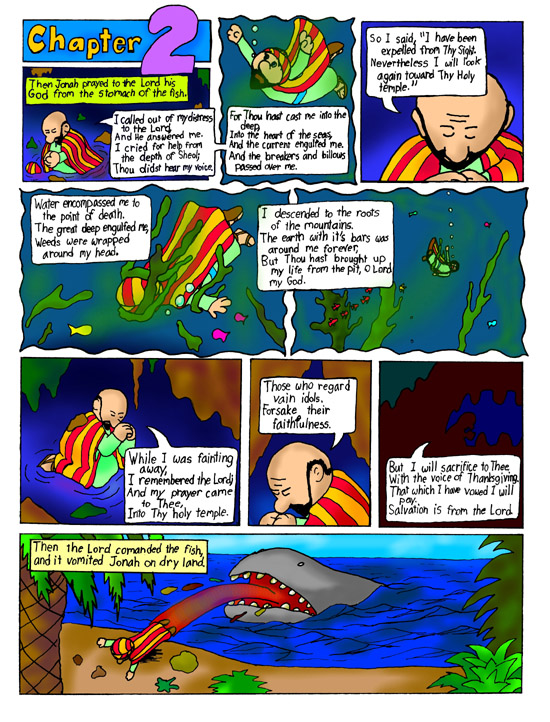 Chapter 2
Then Jonah prayed to the Lord his
God from the stomach of the fish.
I called out of my distress
to the Lord,
And He answered me.
I cried for help from
the depth of Sheol;
Thou didst hear my voice.
For Thou hast cast me into the
deep,
Into the heart of the seas,
And the current engulfed me.
And the breakers and billous
passed over me.
So I said, "I have been
expelled from Thy Sight.
Nevertheless I will look
again toward Thy Holy
temple."
Water encompassed me to
the point of death.
The great deep engulfed me,
Weeds were wrapped
around my head.
I descended to the roots
of the mountains.
The earth with it's bars was
around me forever,
But Thou hast brought up
my life from the pit, O Lord
my God.
While I was fainting
away,
I remembered the Lord;
And my prayer came
to Thee,
Into Thy holy temple.
Those who regard
vain idols,
Forsake their
faithfulness.
But I will sacrifice to Thee
With the voice of Thanksgiving.
That which I have vowed I will
pay.
Salvation is from the Lord.
Then the Lord comanded the fish,
and it vomited Jonah on dry land.